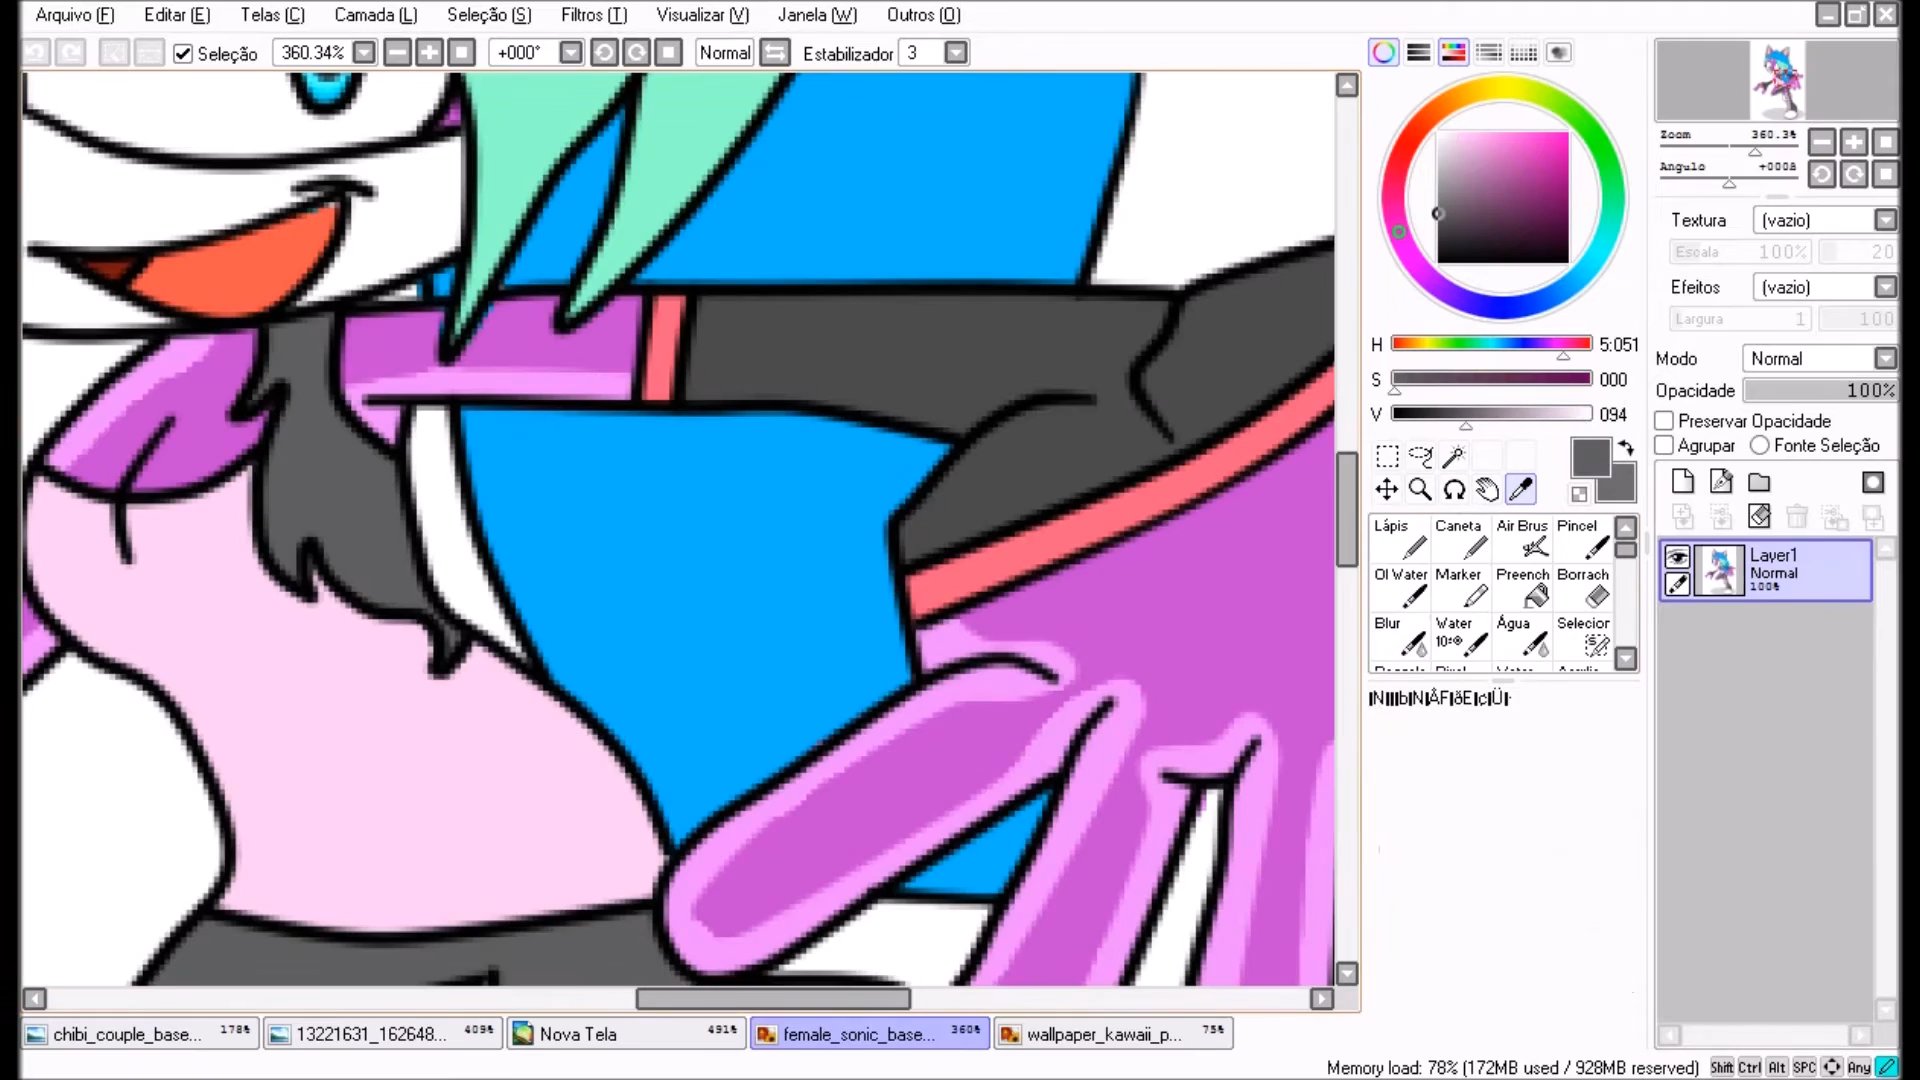 Arquivo (F) Editar (E) Telas (C) Camada (L) Seleção (S) Filtros (T) Visualizar (V) Janela (W) Outros (O)
Seleção 360.34% +000° Normal Estabilizador 3
Zoom 360.3%
Angulo +000ð
Textura (vazio)
Escala 100% 20
Efeitos (vazio)
Largura 1 100
H 5:051
S 000
V 094
Modo Normal
Opacidade 100%
Preservar Opacidade
Agrupar Fonte Seleção
Lápis Caneta Air Brus Pincel
Ol Water Marker Preench Borrach
Blur Water Água Selecior
Layer1
Normal
100%
chibi_couple_base... 178% 13221631_162648... 409% Nova Tela 491% female_sonic_base... 360% wallpaper_kawaii_p... 75%
Memory load: 78% (172MB used / 928MB reserved) Shift Ctrl Alt SPC Any